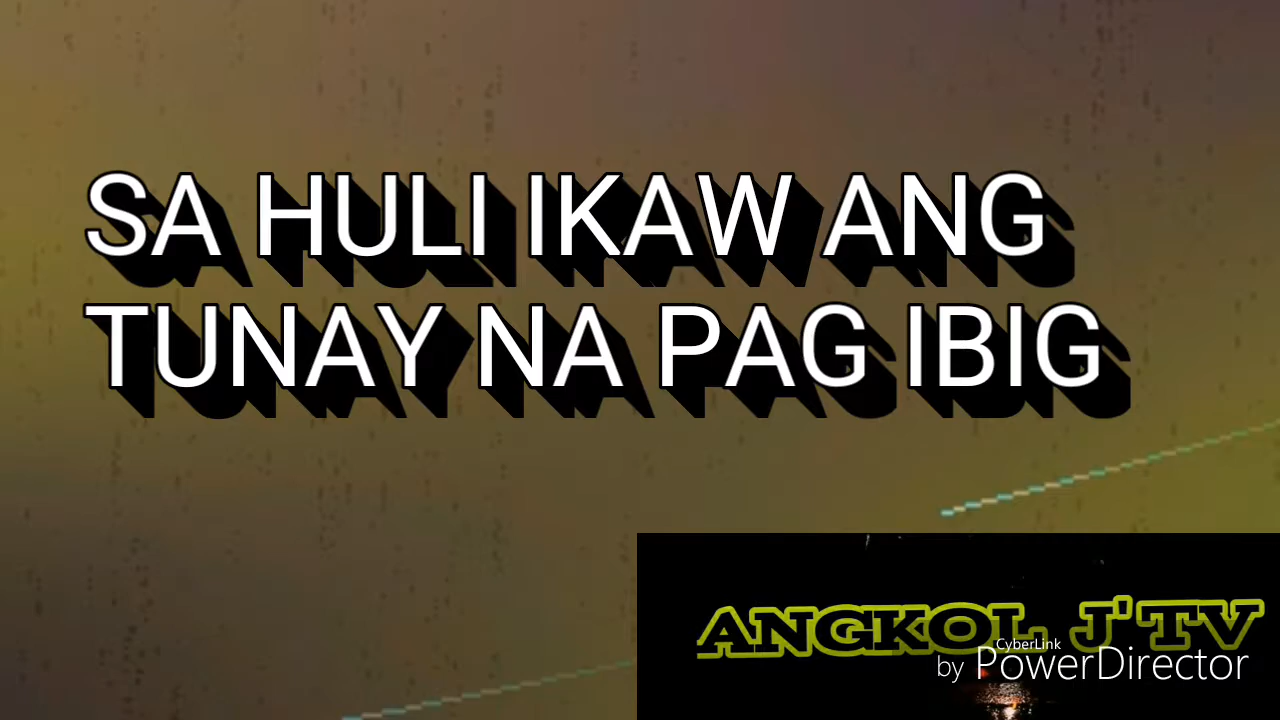 SA HULI IKAW ANG
TUNAY NA PAG IBIG
ANGKOL J'TV
CyberLink
by PowerDirector